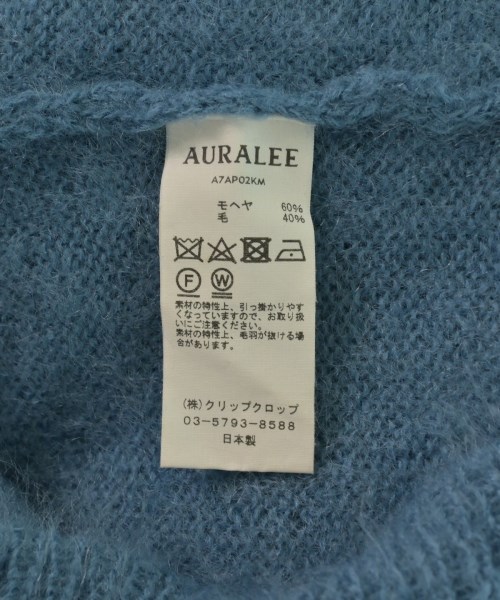 AURALEE
A7AP02KM
モヘヤ 60%
毛 40%
F W
素材の特性上、引っ掛かりやす
くなっていますので、お取り扱
いにご注意ください。
素材の特性上、毛羽が抜ける場
合があります。
(株)クリップクロップ
03-5793-8588
日本製